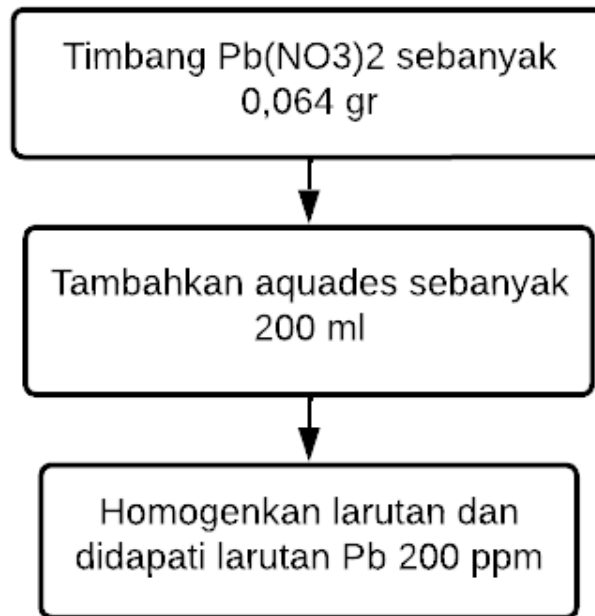 Timbang Pb(NO3)2 sebanyak
0,064 gr
Tambahkan aquades sebanyak
200 ml
Homogenkan larutan dan
didapati larutan Pb 200 ppm